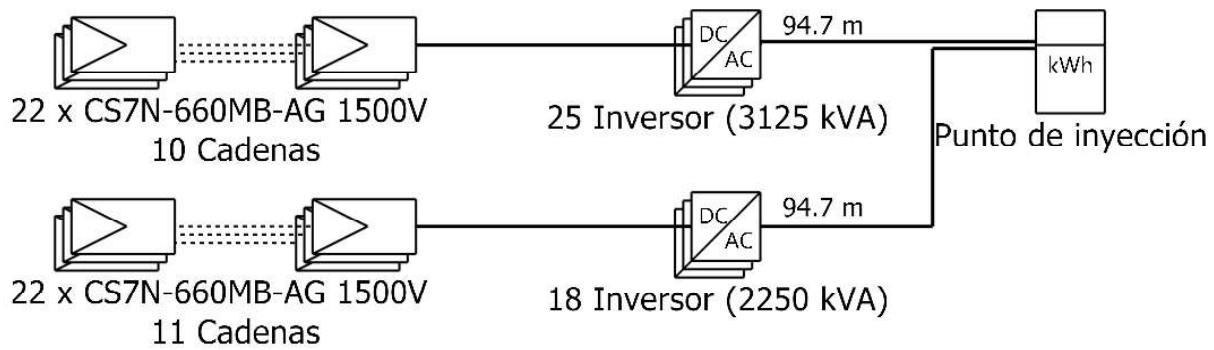 DC
AC
94.7 m
kWh
22 x CS7N-660MB-AG 1500V
10 Cadenas
25 Inversor (3125 kVA)
Punto de inyección
DC
AC
94.7 m
22 x CS7N-660MB-AG 1500V
11 Cadenas
18 Inversor (2250 kVA)